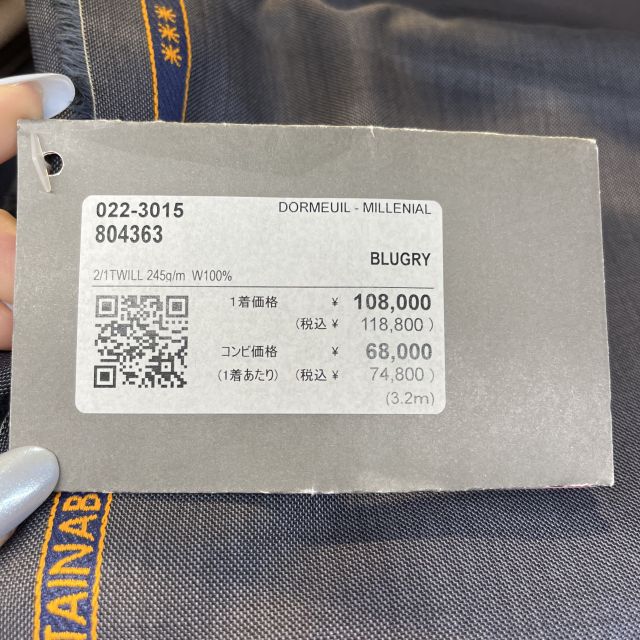 ***
022-3015
DORMEUIL - MILLENIAL
804363
BLUGRY
2/1TWILL 245g/m W100%
1着価格 ¥ 108,000
(税込 ¥ 118,800 )
コンビ価格 ¥ 68,000
(1着あたり) (税込 ¥ 74,800 )
(3.2m)
TAINAB